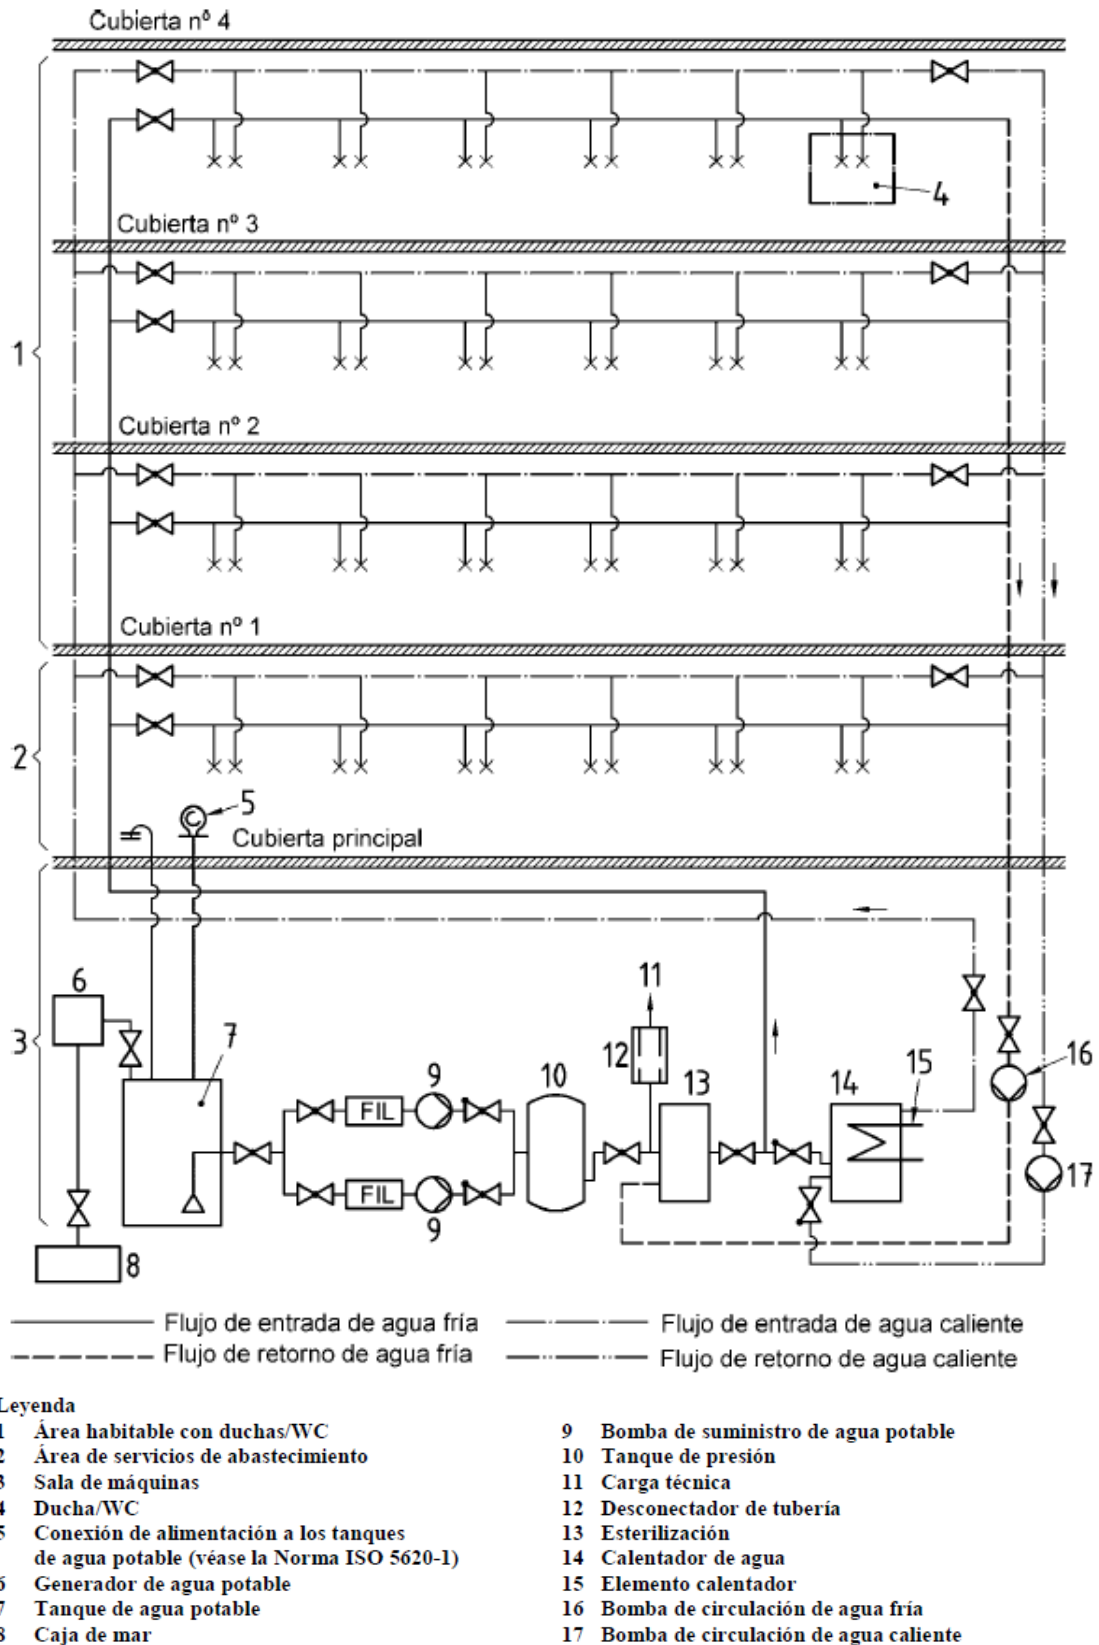 Cubierta nº 4
4
Cubierta nº 3
1
Cubierta nº 2
Cubierta nº 1
2
5
Cubierta principal
6
11
3
7
12
9
10
13
14
15
16
FIL
17
FIL
9
8
Flujo de entrada de agua fría
Flujo de entrada de agua caliente
Flujo de retorno de agua fría
Flujo de retorno de agua caliente
Leyenda
1 Área habitable con duchas/WC
2 Área de servicios de abastecimiento
3 Sala de máquinas
4 Ducha/WC
5 Conexión de alimentación a los tanques
de agua potable (véase la Norma ISO 5620-1)
6 Generador de agua potable
7 Tanque de agua potable
8 Caja de mar
9 Bomba de suministro de agua potable
10 Tanque de presión
11 Carga técnica
12 Desconectador de tubería
13 Esterilización
14 Calentador de agua
15 Elemento calentador
16 Bomba de circulación de agua fría
17 Bomba de circulación de agua caliente